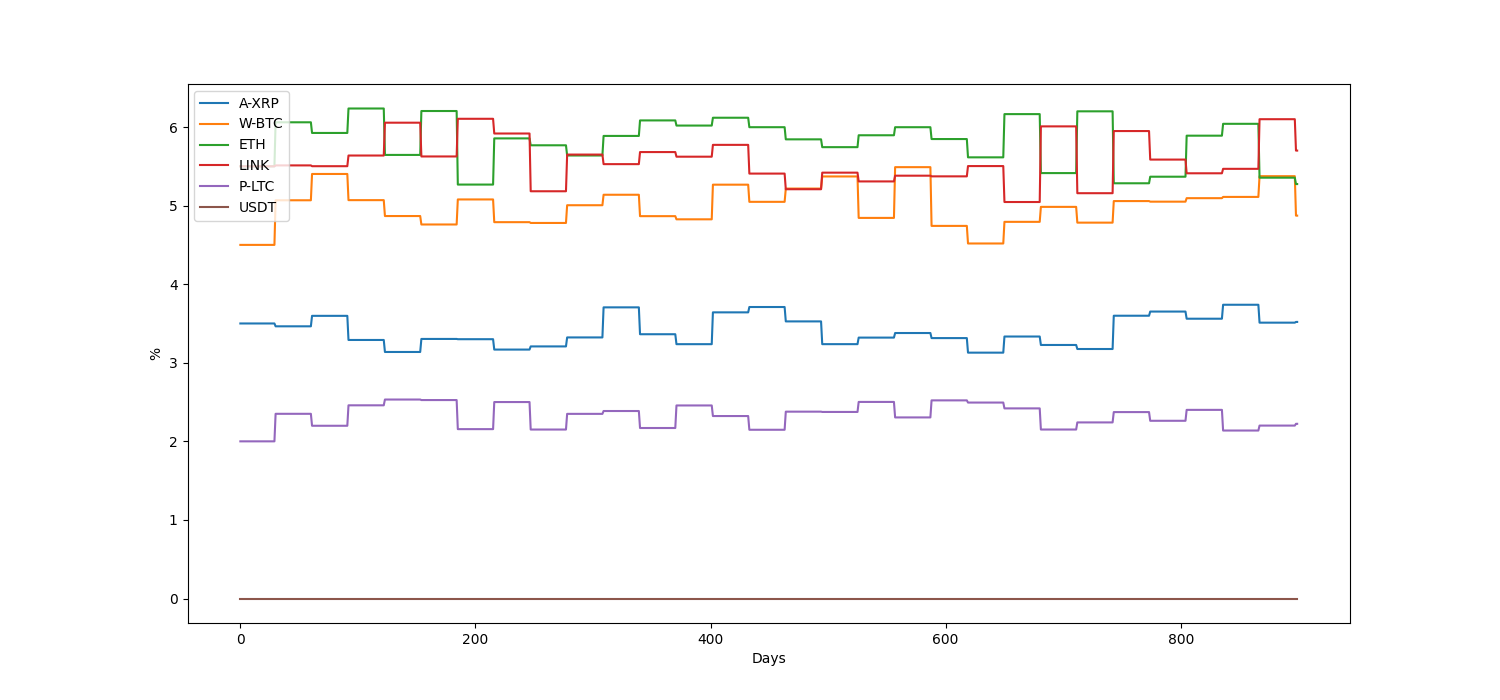 A-XRP
W-BTC
ETH
LINK
P-LTC
USDT
6
5
4
3
2
1
0
%
0 200 400 600 800
Days